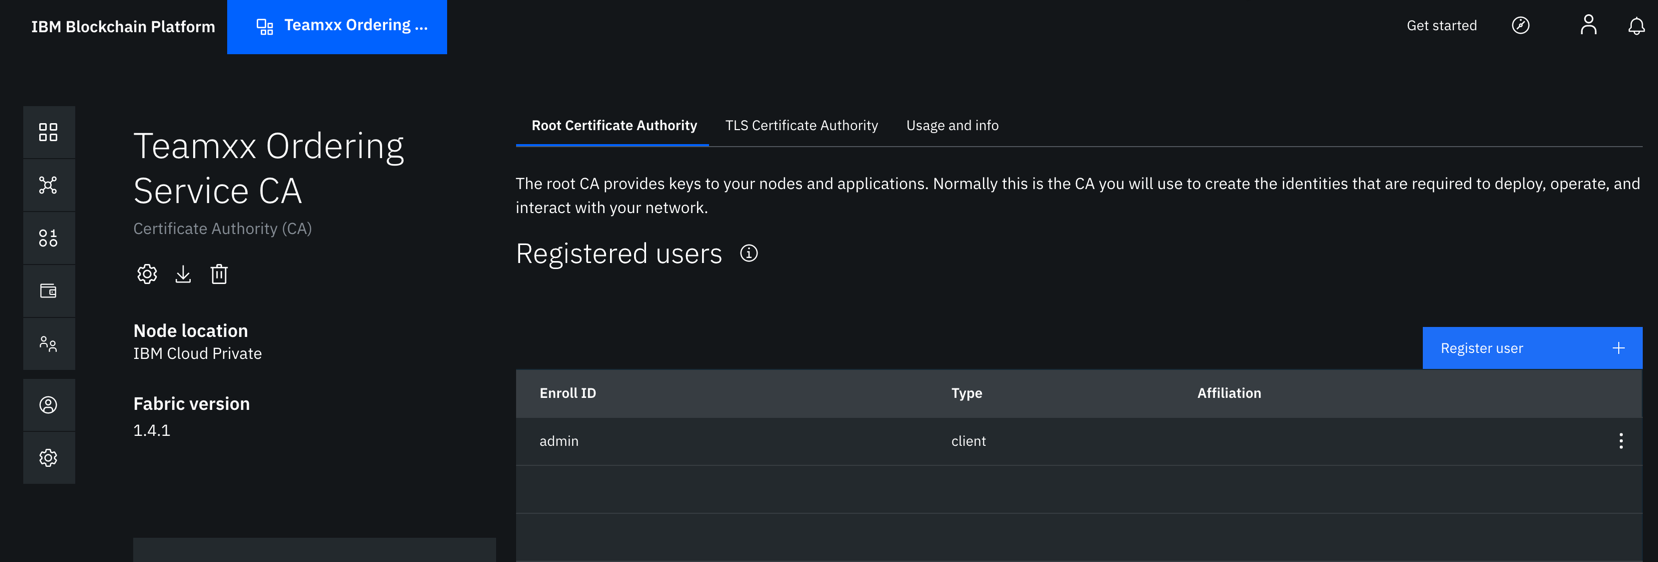 IBM Blockchain Platform
Teamxx Ordering ...
Get started
Teamxx Ordering
Service CA
Certificate Authority (CA)
Node location
IBM Cloud Private
Fabric version
1.4.1
Root Certificate Authority
TLS Certificate Authority
Usage and info
The root CA provides keys to your nodes and applications. Normally this is the CA you will use to create the identities that are required to deploy, operate, and
interact with your network.
Registered users
Register user
Enroll ID
Type
Affiliation
admin
client